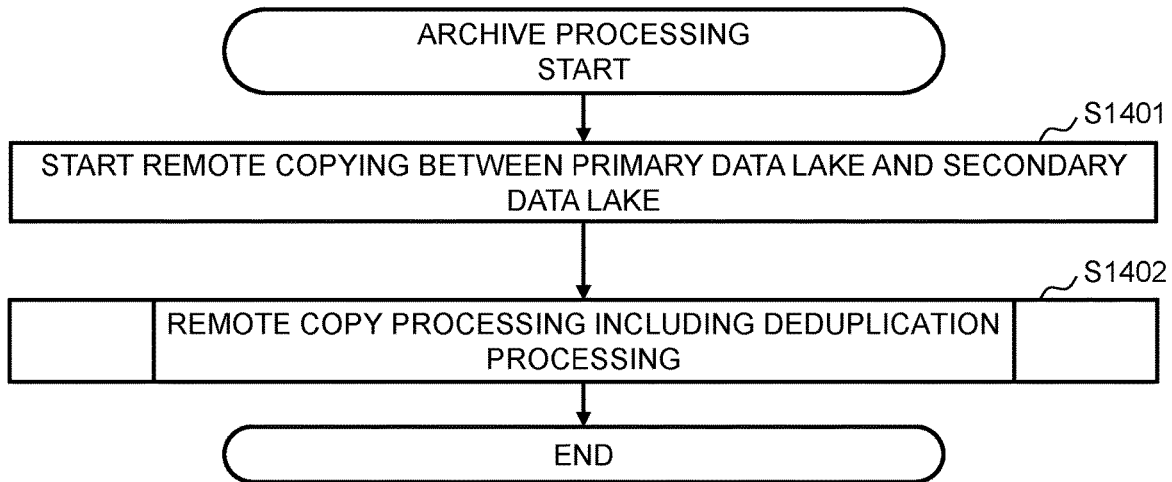 ARCHIVE PROCESSING
START
S1401
START REMOTE COPYING BETWEEN PRIMARY DATA LAKE AND SECONDARY
DATA LAKE
S1402
REMOTE COPY PROCESSING INCLUDING DEDUPLICATION
PROCESSING
END